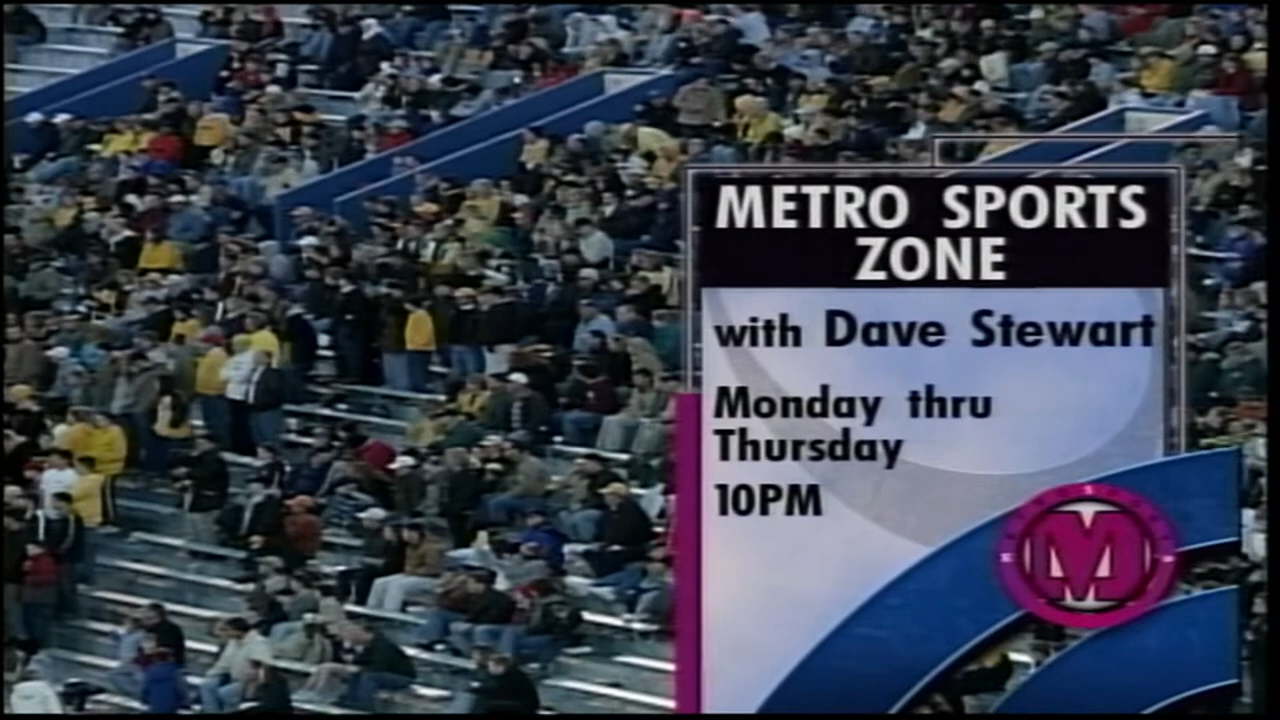 METRO SPORTS
ZONE
with Dave Stewart
Monday thru
Thursday
10PM
M